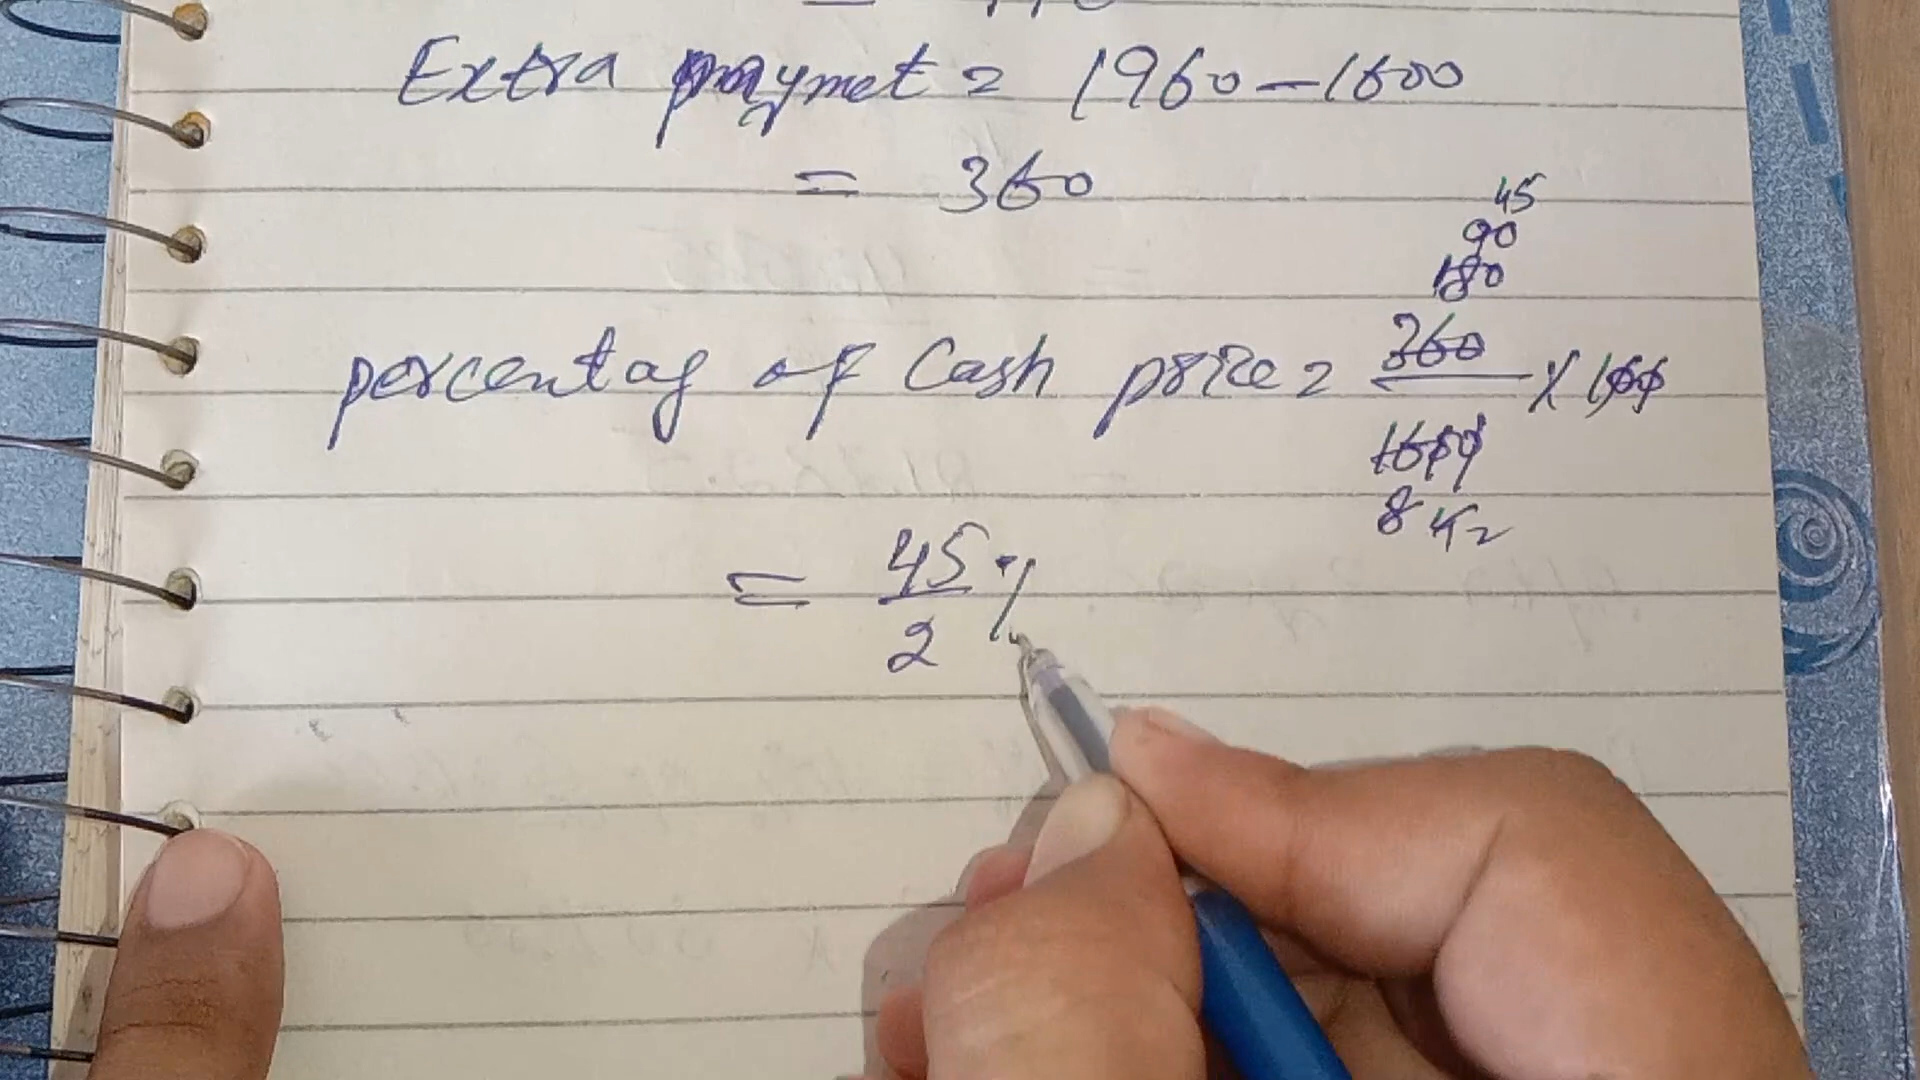 Extra paymet = 1960 - 1600
= 360
45
90
180
percentag of Cash price = 360/1600 × 100
8 4 2
= 45/2 %